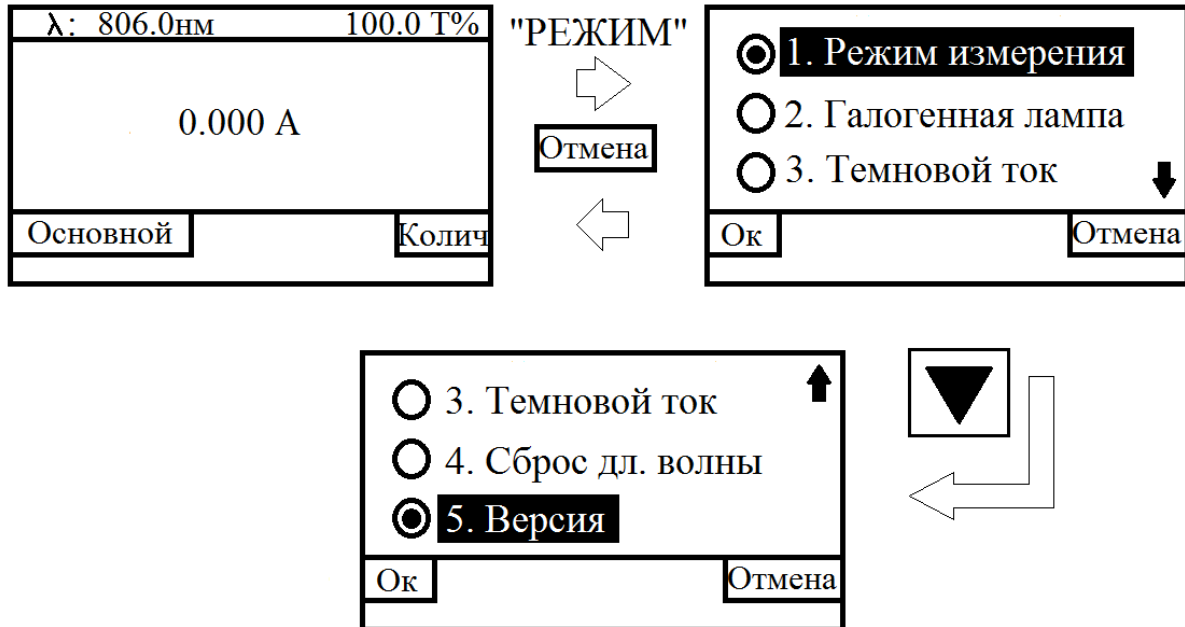 λ: 806.0нм 100.0 T%
0.000 А
Основной Колич
"РЕЖИМ"
Отмена
1. Режим измерения
2. Галогенная лампа
3. Темновой ток
Ок Отмена
3. Темновой ток
4. Сброс дл. волны
5. Версия
Ок Отмена